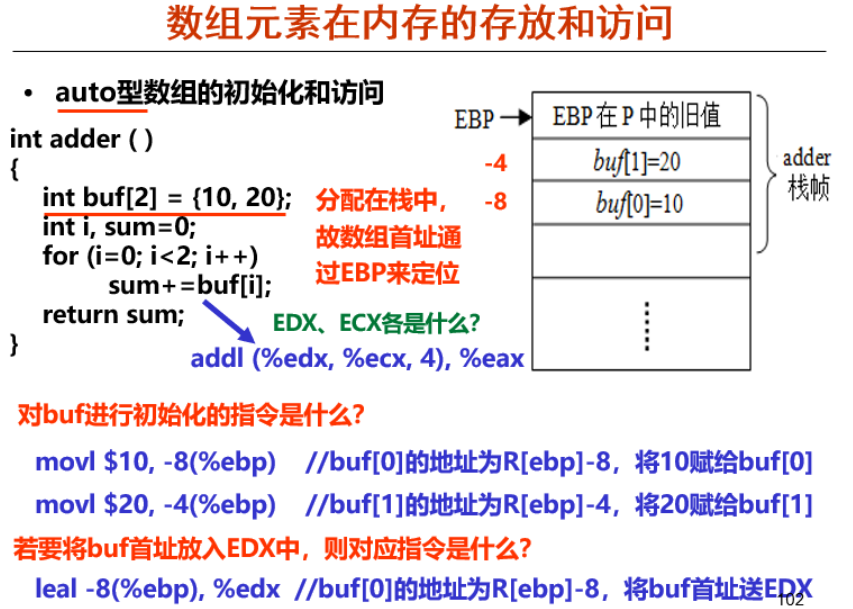 数组元素在内存的存放和访问
• auto型数组的初始化和访问
int adder ( )
{
int buf[2] = {10, 20};
int i, sum=0;
for (i=0; i<2; i++)
sum+=buf[i];
return sum;
}
分配在栈中，
故数组首址通
过EBP来定位
EDX、ECX各是什么？
addl (%edx, %ecx, 4), %eax
EBP
EBP 在 P 中的旧值
-4
buf[1]=20
-8
buf[0]=10
adder
栈帧
对buf进行初始化的指令是什么？
movl $10, -8(%ebp) //buf[0]的地址为R[ebp]-8，将10赋给buf[0]
movl $20, -4(%ebp) //buf[1]的地址为R[ebp]-4，将20赋给buf[1]
若要将buf首址放入EDX中，则对应指令是什么？
leal -8(%ebp), %edx //buf[0]的地址为R[ebp]-8，将buf首址送EDX
102